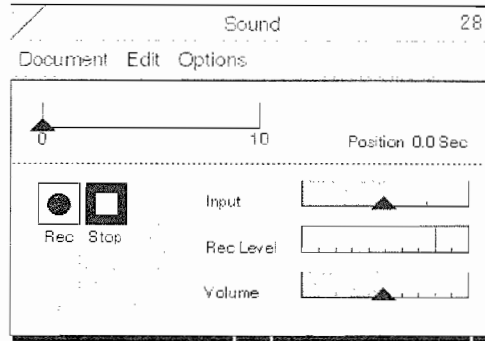 Sound 28
Document Edit Options
0 10 Position 0.0 Sec
Rec Stop
Input
Rec Level
Volume